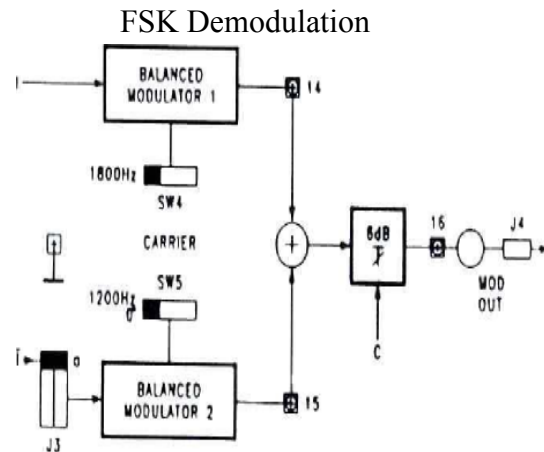 FSK Demodulation
BALANCED
MODULATOR 1
14
1800Hz
SW4
CARRIER
SW5
1200Hz
0
6dB
16
J4
MOD
OUT
C
a
BALANCED
MODULATOR 2
15
J3